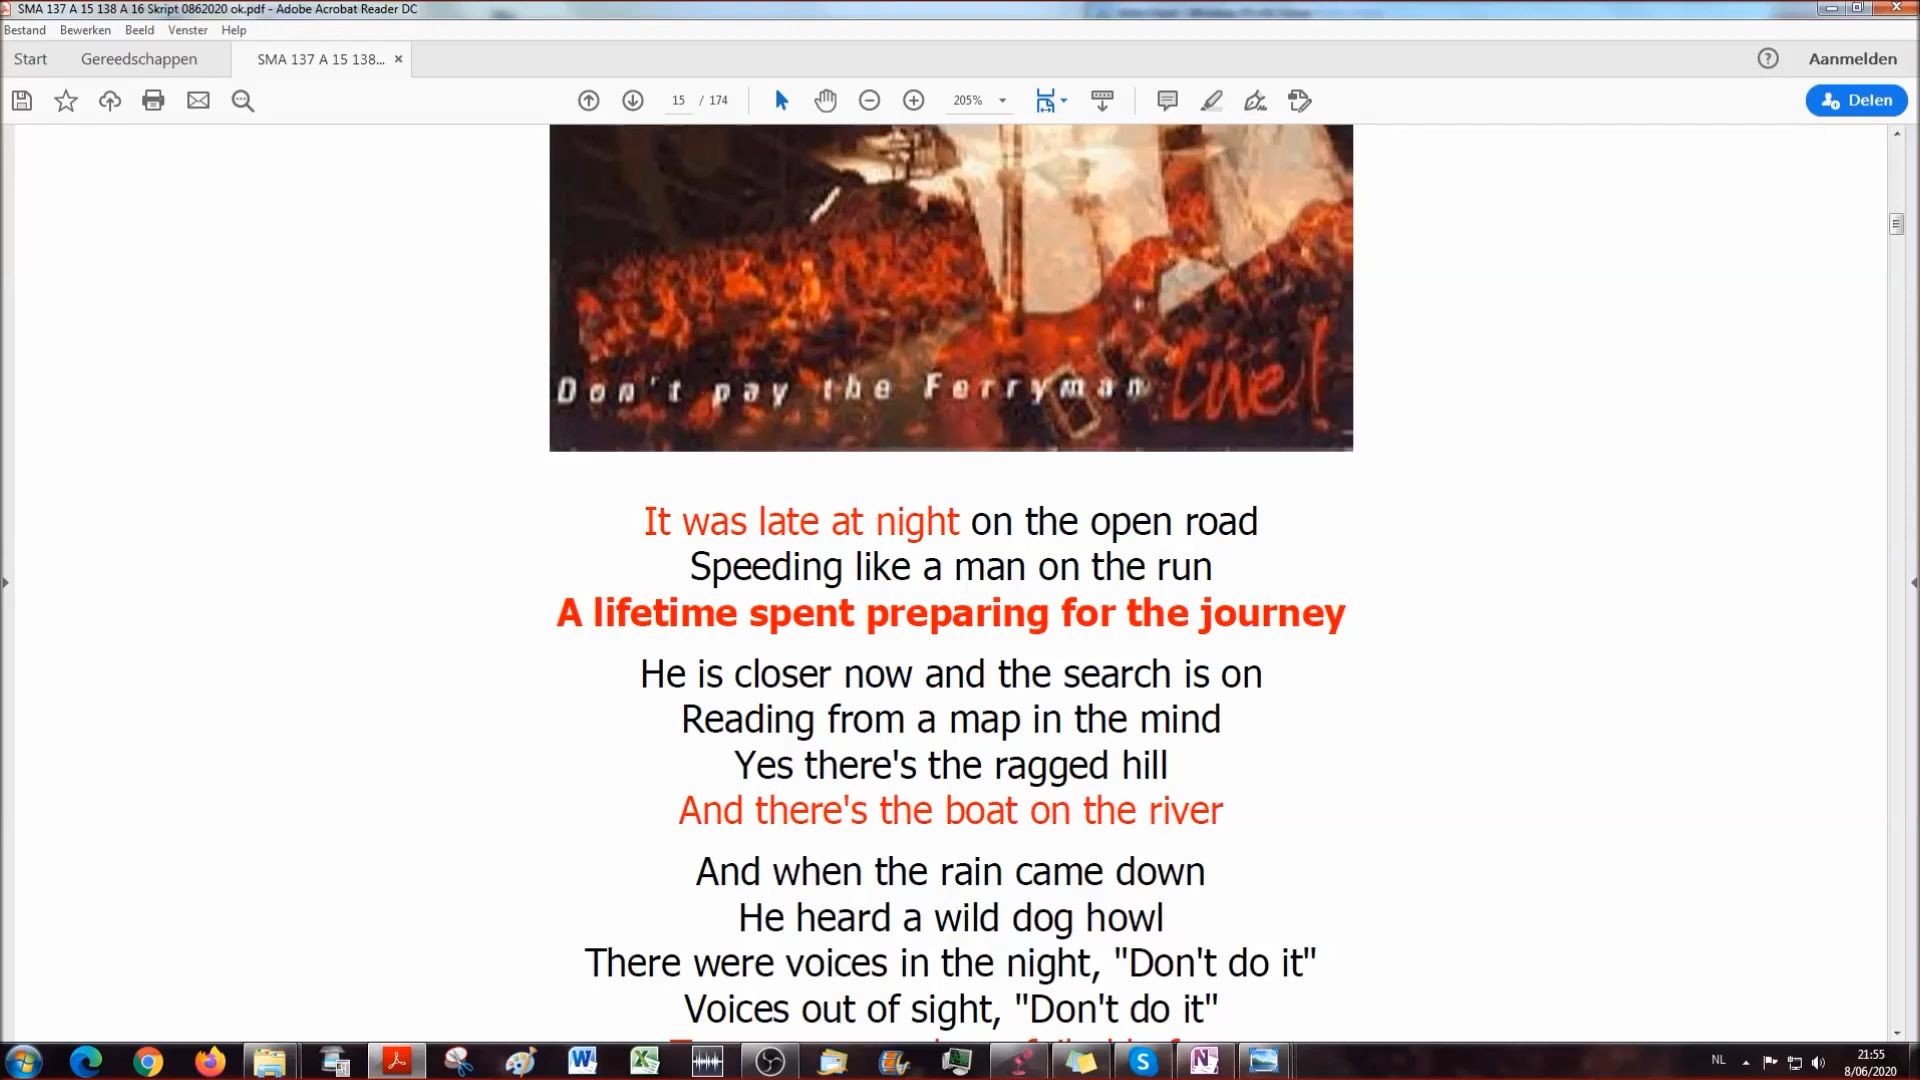 SMA 137 A 15 138 A 16 Skript 0862020 ok.pdf - Adobe Acrobat Reader DC
Bestand Bewerken Beeld Venster Help
Start Gereedschappen SMA 137 A 15 138... × Aanmelden
15 / 174 205% Delen
Don't pay the Ferryman Live!
It was late at night on the open road
Speeding like a man on the run
A lifetime spent preparing for the journey
He is closer now and the search is on
Reading from a map in the mind
Yes there's the ragged hill
And there's the boat on the river
And when the rain came down
He heard a wild dog howl
There were voices in the night, "Don't do it"
Voices out of sight, "Don't do it"
NL 21:55
8/06/2020